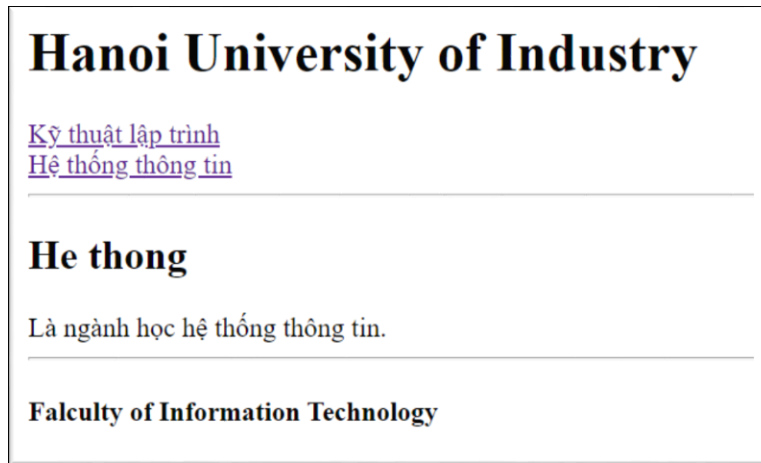 Hanoi University of Industry
Kỹ thuật lập trình
Hệ thống thông tin
He thong
Là ngành học hệ thống thông tin.
Falculty of Information Technology